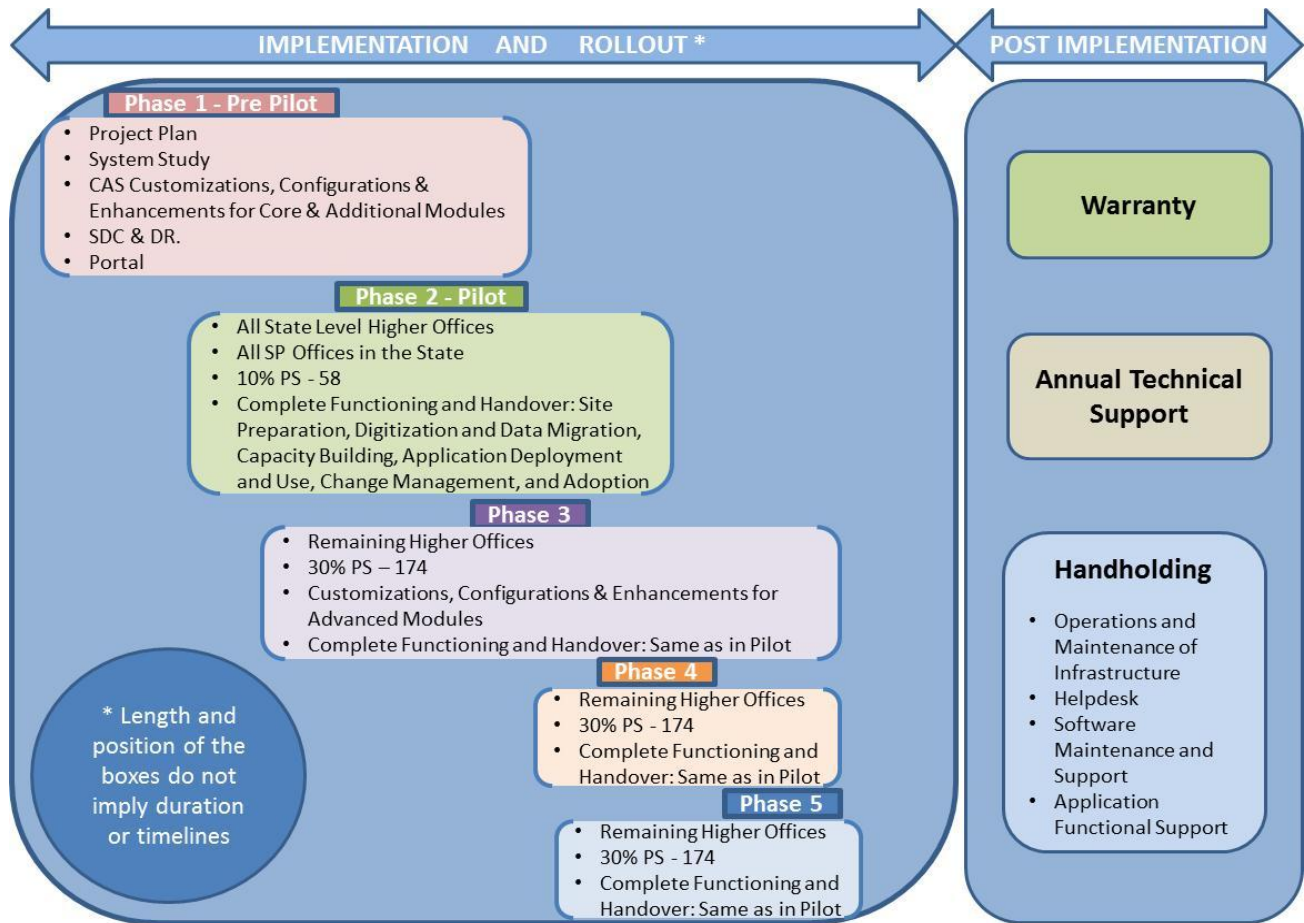 IMPLEMENTATION AND ROLLOUT *
POST IMPLEMENTATION
Phase 1 - Pre Pilot
• Project Plan
• System Study
• CAS Customizations, Configurations &
Enhancements for Core & Additional Modules
• SDC & DR.
• Portal
Phase 2 - Pilot
• All State Level Higher Offices
• All SP Offices in the State
• 10% PS - 58
• Complete Functioning and Handover: Site
Preparation, Digitization and Data Migration,
Capacity Building, Application Deployment
and Use, Change Management, and Adoption
Phase 3
• Remaining Higher Offices
• 30% PS – 174
• Customizations, Configurations & Enhancements for
Advanced Modules
• Complete Functioning and Handover: Same as in Pilot
Phase 4
• Remaining Higher Offices
• 30% PS - 174
• Complete Functioning and
Handover: Same as in Pilot
Phase 5
• Remaining Higher Offices
• 30% PS - 174
• Complete Functioning and
Handover: Same as in Pilot
* Length and
position of the
boxes do not
imply duration
or timelines
Warranty
Annual Technical
Support
Handholding
• Operations and
Maintenance of
Infrastructure
• Helpdesk
• Software
Maintenance and
Support
• Application
Functional Support